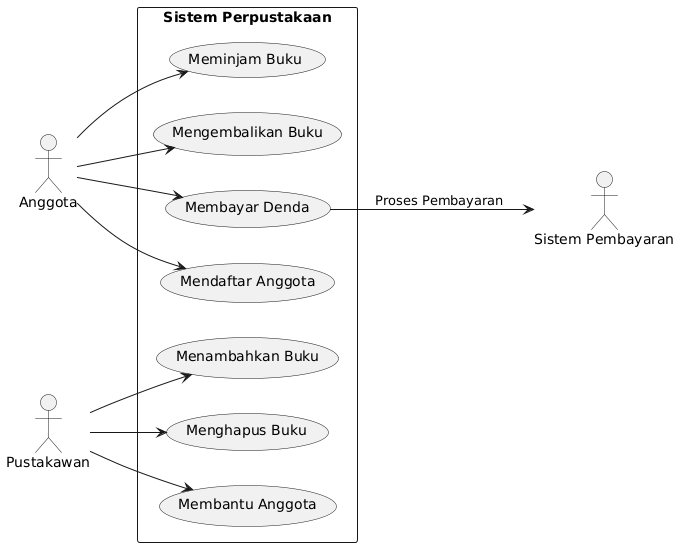 Sistem Perpustakaan
Meminjam Buku
Mengembalikan Buku
Anggota
Membayar Denda
Proses Pembayaran
Sistem Pembayaran
Mendaftar Anggota
Menambahkan Buku
Pustakawan
Menghapus Buku
Membantu Anggota